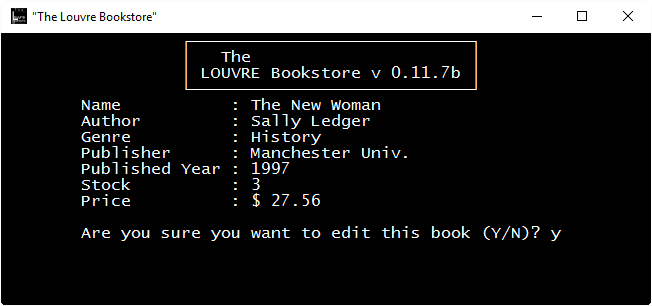 "The Louvre Bookstore"
The
LOUVRE Bookstore v 0.11.7b
Name : The New Woman
Author : Sally Ledger
Genre : History
Publisher : Manchester Univ.
Published Year : 1997
Stock : 3
Price : $ 27.56
Are you sure you want to edit this book (Y/N)? y